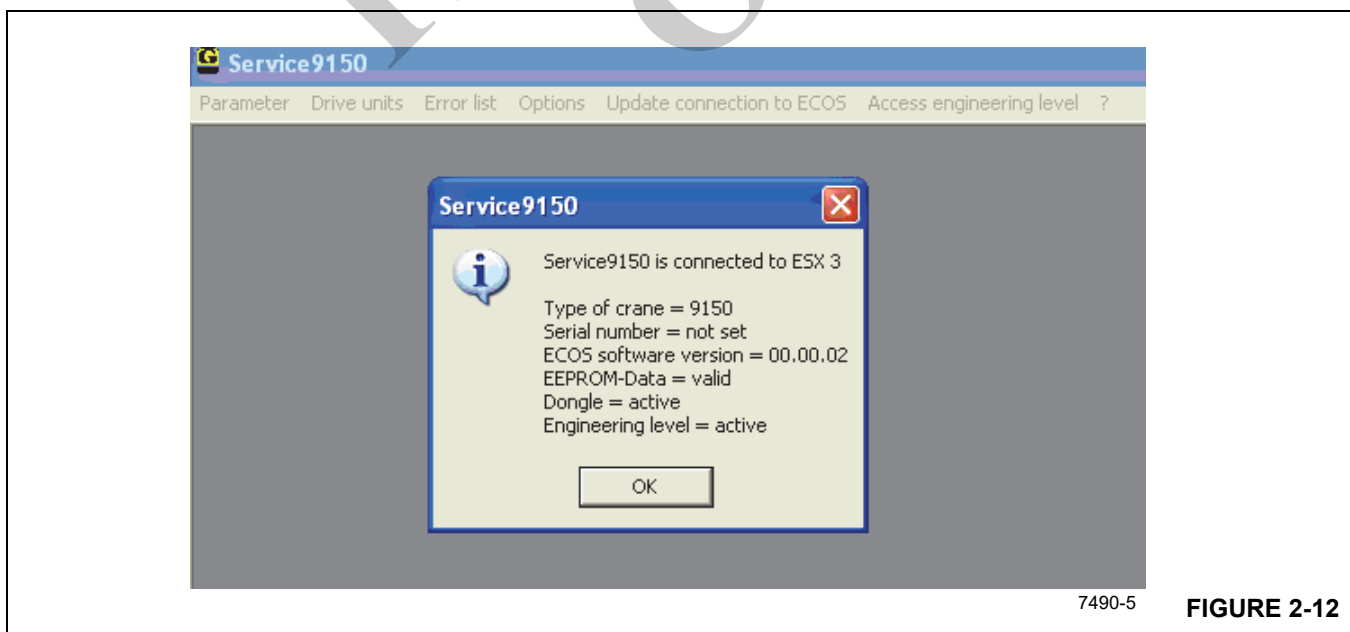 Service9150
Parameter Drive units Error list Options Update connection to ECOS Access engineering level ?
Service9150
Service9150 is connected to ESX 3
Type of crane = 9150
Serial number = not set
ECOS software version = 00.00.02
EEPROM-Data = valid
Dongle = active
Engineering level = active
OK
7490-5
FIGURE 2-12